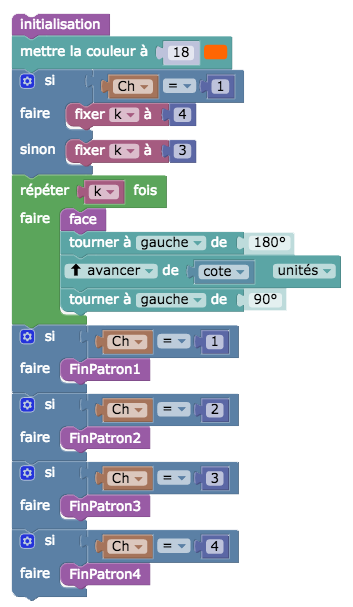 initialisation
mettre la couleur à 18
si Ch = 1
faire fixer k à 4
sinon fixer k à 3
répéter k fois
faire face
tourner à gauche de 180°
avancer de cote unités
tourner à gauche de 90°
si Ch = 1
faire FinPatron1
si Ch = 2
faire FinPatron2
si Ch = 3
faire FinPatron3
si Ch = 4
faire FinPatron4